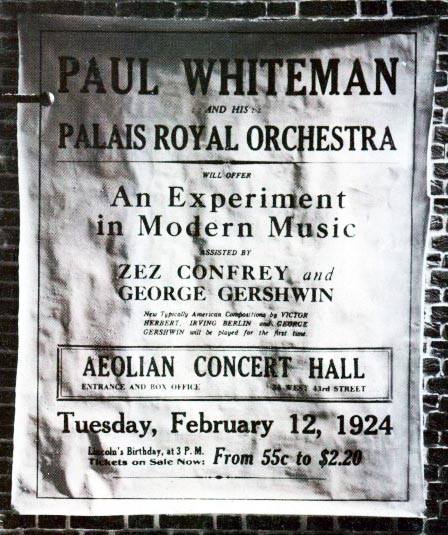 PAUL WHITEMAN
AND HIS
PALAIS ROYAL ORCHESTRA
WILL OFFER
An Experiment
in Modern Music
ASSISTED BY
ZEZ CONFREY and
GEORGE GERSHWIN
New Typically American Compositions by VICTOR
HERBERT, IRVING BERLIN and GEORGE
GERSHWIN will be played for the first time.
AEOLIAN CONCERT HALL
ENTRANCE AND BOX OFFICE 34 WEST 43rd STREET
Tuesday, February 12, 1924
Lincoln's Birthday, at 3 P. M.
Tickets on Sale Now: From 55c to $2.20